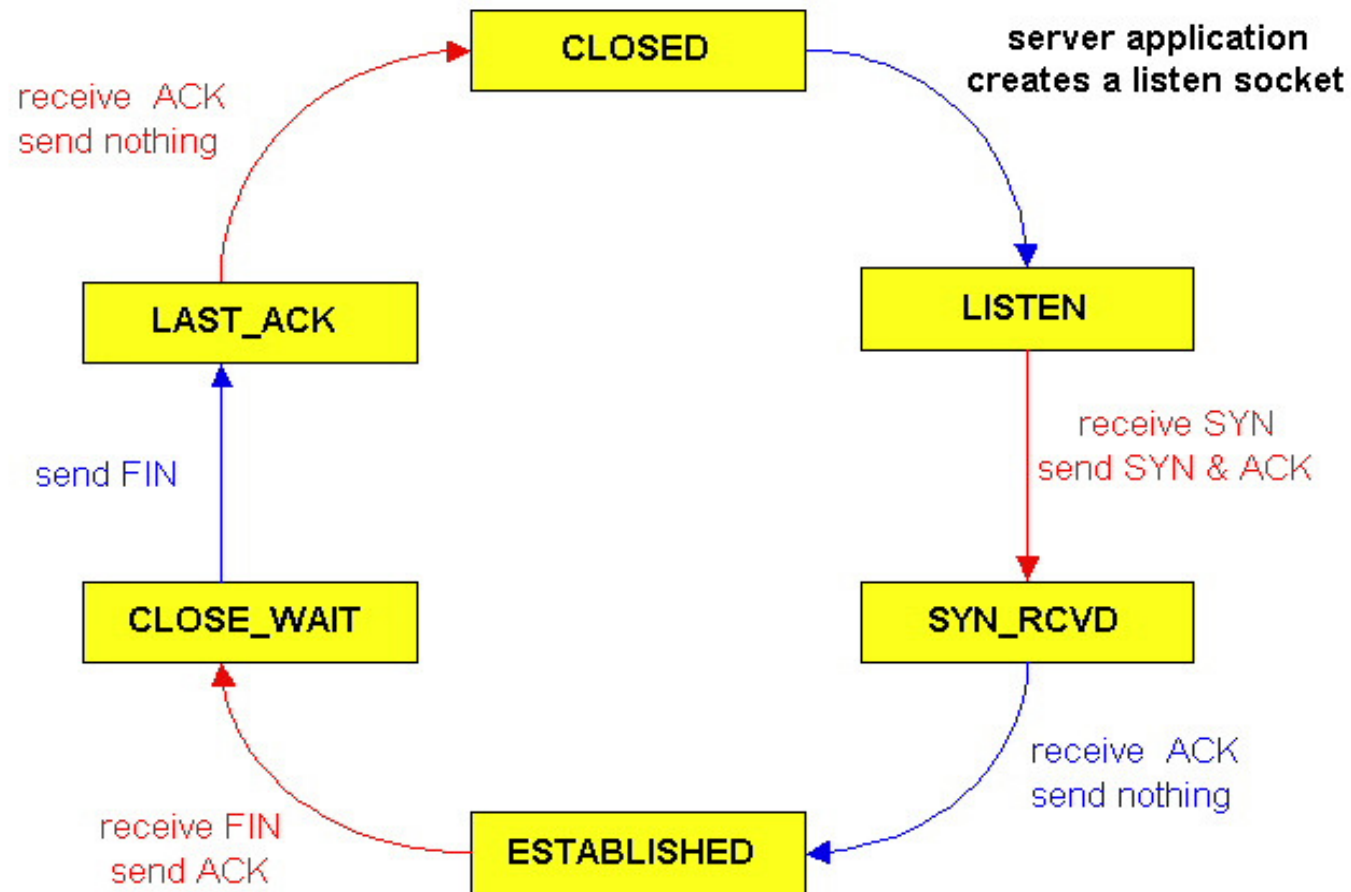 CLOSED
server application
creates a listen socket
receive ACK
send nothing
LAST_ACK
LISTEN
receive SYN
send SYN & ACK
send FIN
CLOSE_WAIT
SYN_RCVD
receive ACK
send nothing
receive FIN
send ACK
ESTABLISHED